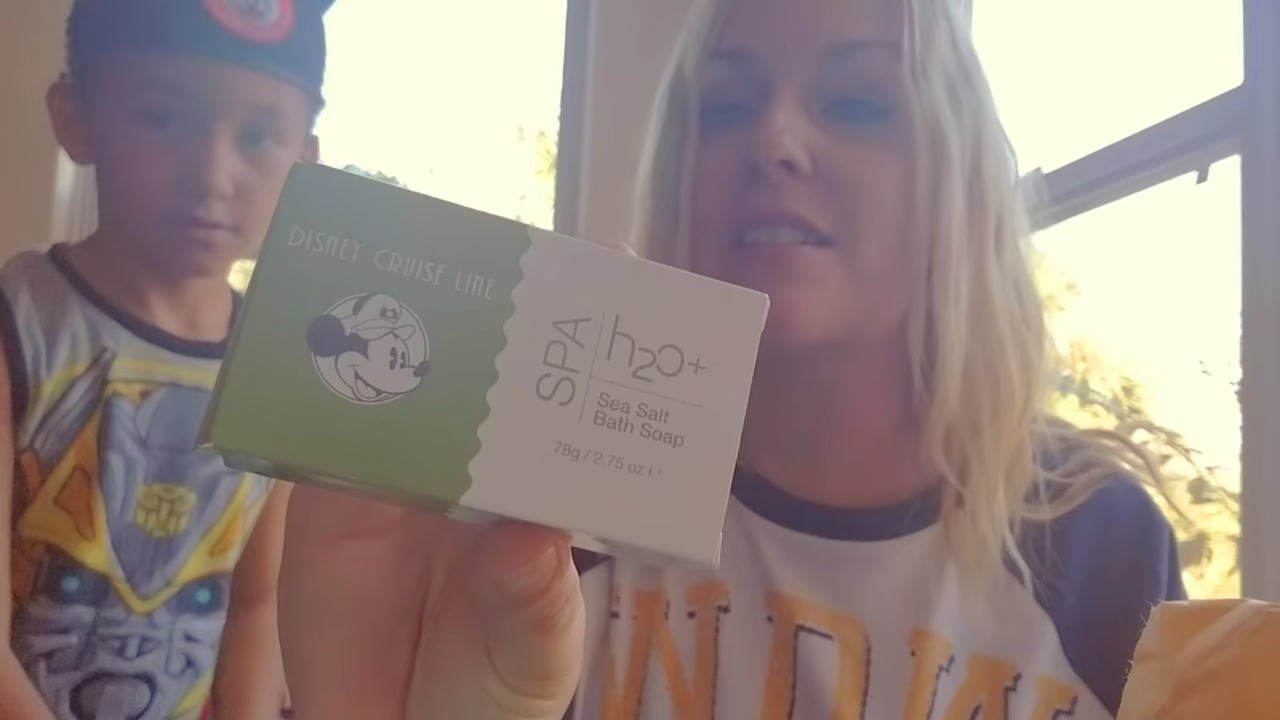 DISNEY CRUISE LINE
SPA
h2o+
Sea Salt
Bath Soap
78g / 2.75 oz e